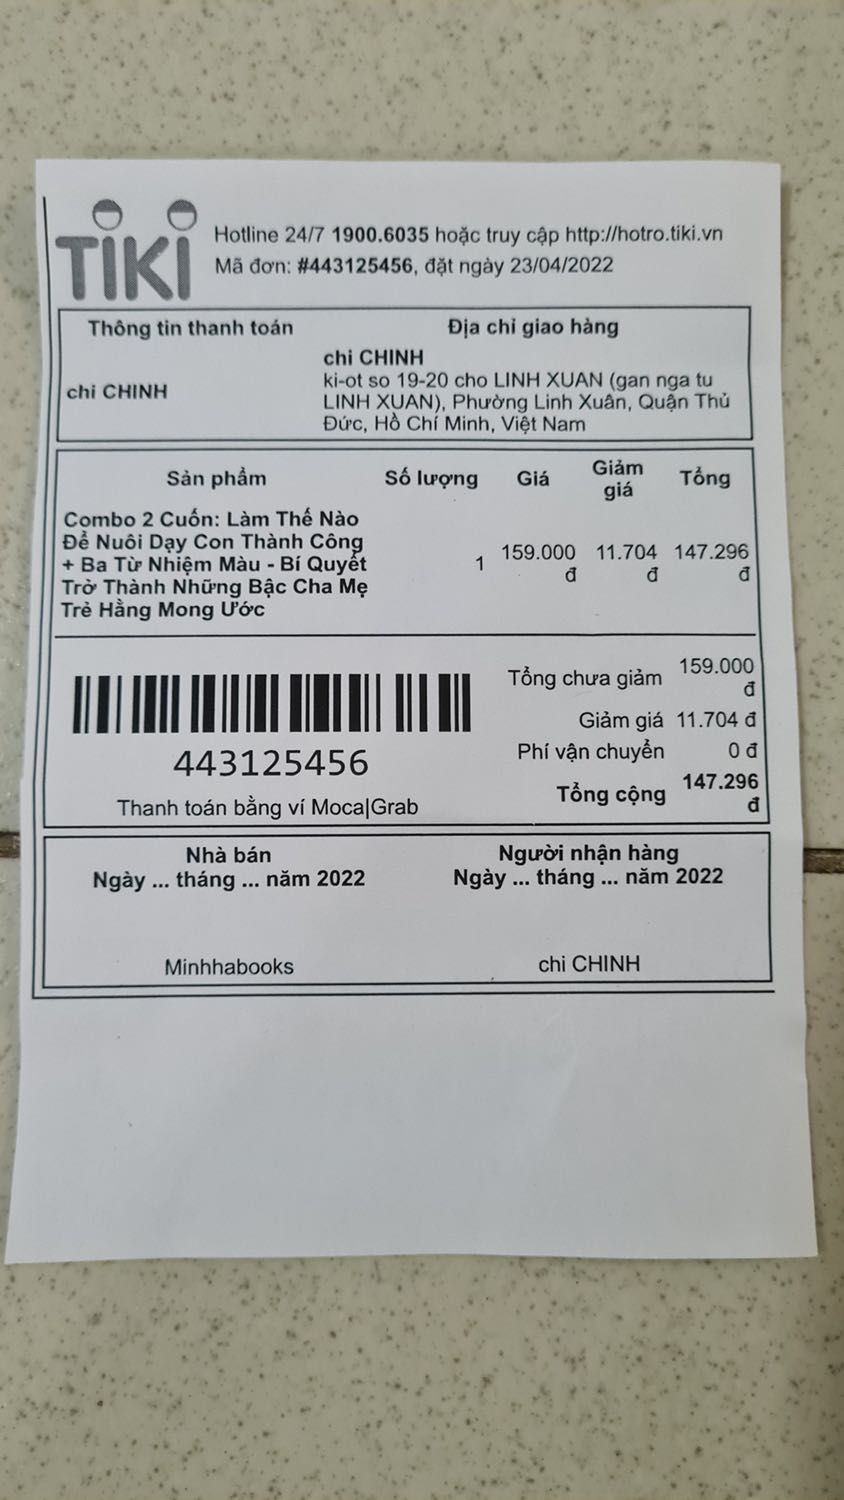 TiKi
Hotline 24/7 1900.6035 hoặc truy cập http://hotro.tiki.vn
Mã đơn: #443125456, đặt ngày 23/04/2022
Thông tin thanh toán
Địa chỉ giao hàng
chi CHINH
chi CHINH
ki-ot so 19-20 cho LINH XUAN (gan nga tu
LINH XUAN), Phường Linh Xuân, Quận Thủ
Đức, Hồ Chí Minh, Việt Nam
Sản phẩm Số lượng Giá Giảm giá Tổng
Combo 2 Cuốn: Làm Thế Nào
Để Nuôi Dạy Con Thành Công
+ Ba Từ Nhiệm Màu - Bí Quyết
Trở Thành Những Bậc Cha Mẹ
Trẻ Hằng Mong Ước
1 159.000 đ 11.704 đ 147.296 đ
Tổng chưa giảm 159.000 đ
Giảm giá 11.704 đ
Phí vận chuyển 0 đ
Tổng cộng 147.296 đ
443125456
Thanh toán bằng ví Moca|Grab
Nhà bán
Ngày ... tháng ... năm 2022
Minhhabooks
Người nhận hàng
Ngày ... tháng ... năm 2022
chi CHINH